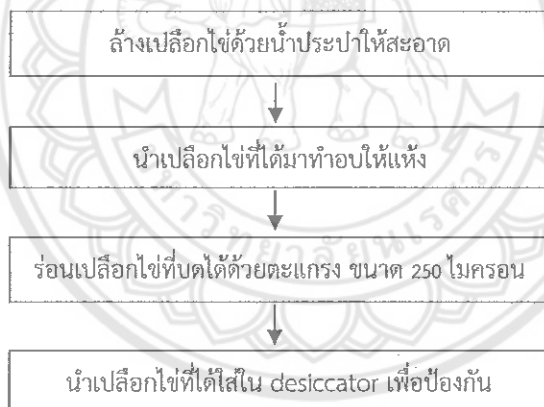 ล้างเปลือกไข่ด้วยน้ำประปาให้สะอาด
นำเปลือกไข่ที่ได้มาทำอบให้แห้ง
ร่อนเปลือกไข่ที่บดได้ด้วยตะแกรง ขนาด 250 ไมครอน
นำเปลือกไข่ที่ได้ใส่ใน desiccator เพื่อป้องกัน